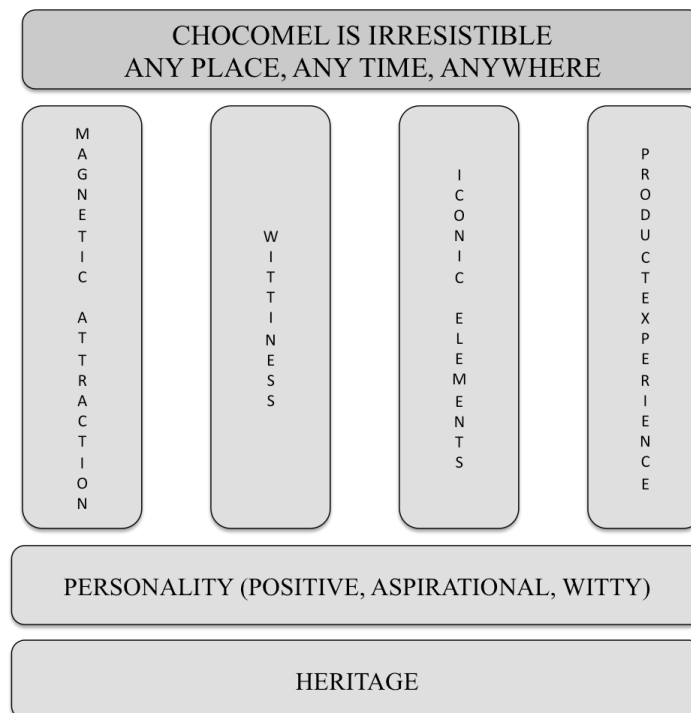 CHOCOMEL IS IRRESISTIBLE
ANY PLACE, ANY TIME, ANYWHERE
MAGNETIC ATTRACTION
WITTINESS
ICONIC ELEMENTS
PRODUCTEXPERIENCE
PERSONALITY (POSITIVE, ASPIRATIONAL, WITTY)
HERITAGE